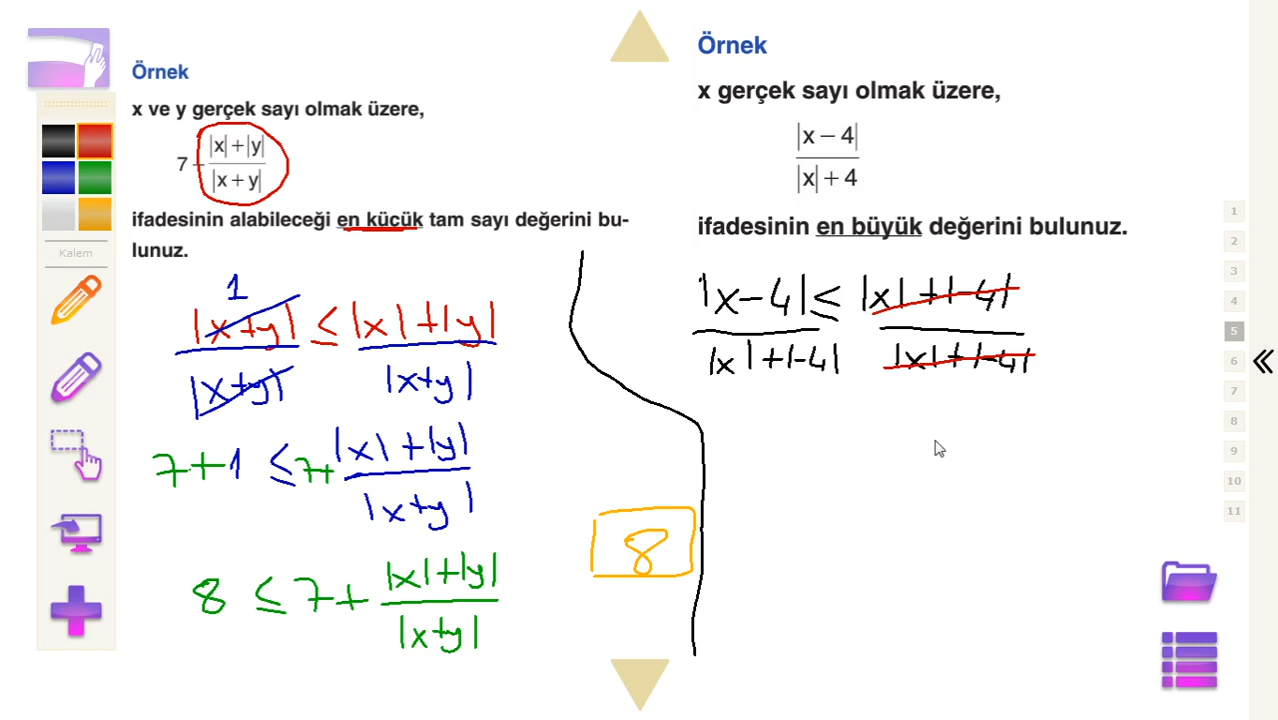 Örnek
x ve y gerçek sayı olmak üzere,
7 + |x| + |y| / |x + y|
ifadesinin alabileceği en küçük tam sayı değerini bu-
lunuz.
1
|x+y| ≤ |x| + |y|
|x+y| |x+y|
7+1 ≤ 7+ |x| + |y|
|x+y|
8 ≤ 7 + |x| + |y|
|x+y|
8
Örnek
x gerçek sayı olmak üzere,
|x − 4|
|x| + 4
ifadesinin en büyük değerini bulunuz.
|x−4| ≤ |x| + |−4|
|x| + |−4| |x| + |−4|
Kalem
1
2
3
4
5
6
7
8
9
10
11